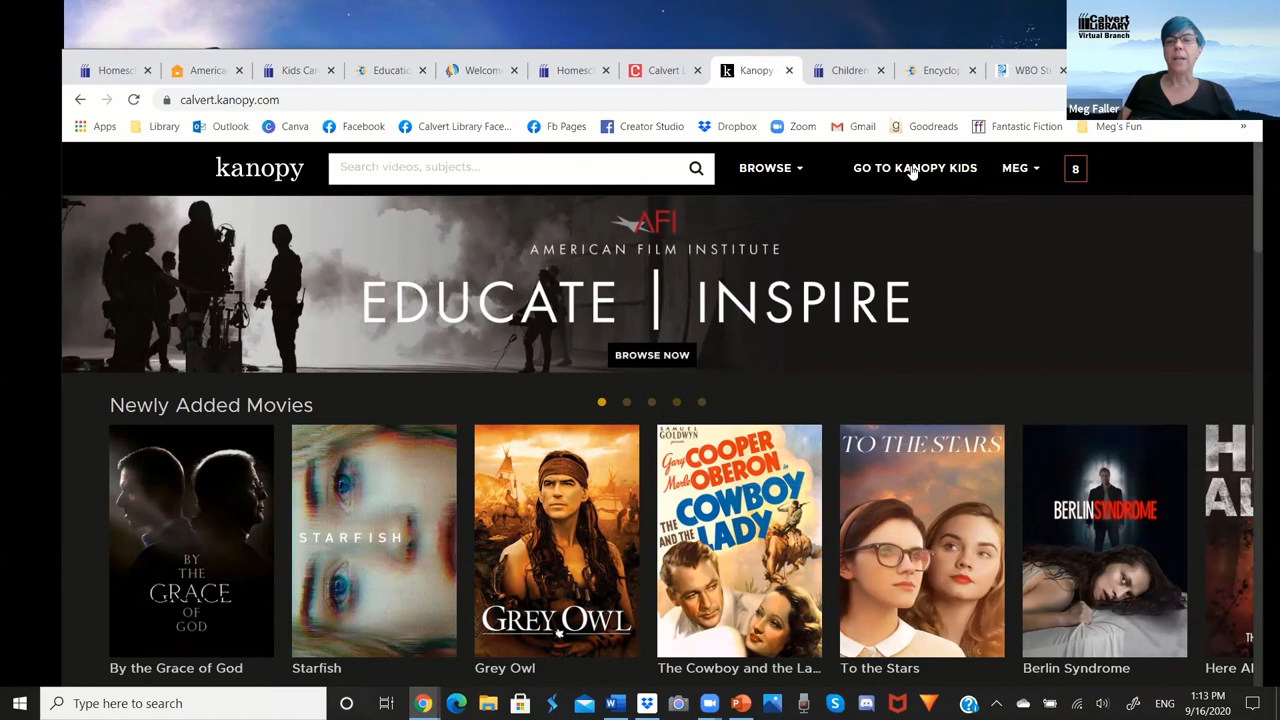 Calvert
LIBRARY
Virtual Branch
Meg Faller
Homesc
America
Kids Can
Educatio
Welcom
Homesc
Calvert L
Kanopy
Children
Encyclop
WBO Stu
calvert.kanopy.com
Apps
Library
Outlook
Canva
Facebook
Calvert Library Face...
Fb Pages
Creator Studio
Dropbox
Zoom
Gmail
Goodreads
Fantastic Fiction
Meg's Fun
»
kanopy
Search videos, subjects...
BROWSE
GO TO KANOPY KIDS
MEG
8
AFI
AMERICAN FILM INSTITUTE
EDUCATE | INSPIRE
BROWSE NOW
Newly Added Movies
BY
THE
GRACE
OF
GOD
STARFISH
GREY OWL
SAMUEL
GOLDWYN
presents
Gary COOPER
Merle OBERON in
THE COWBOY
AND THE LADY
TO THE STARS
BERLIN SYNDROME
By the Grace of God
Starfish
Grey Owl
The Cowboy and the La...
To the Stars
Berlin Syndrome
Here Al
Type here to search
ENG
1:13 PM
9/16/2020